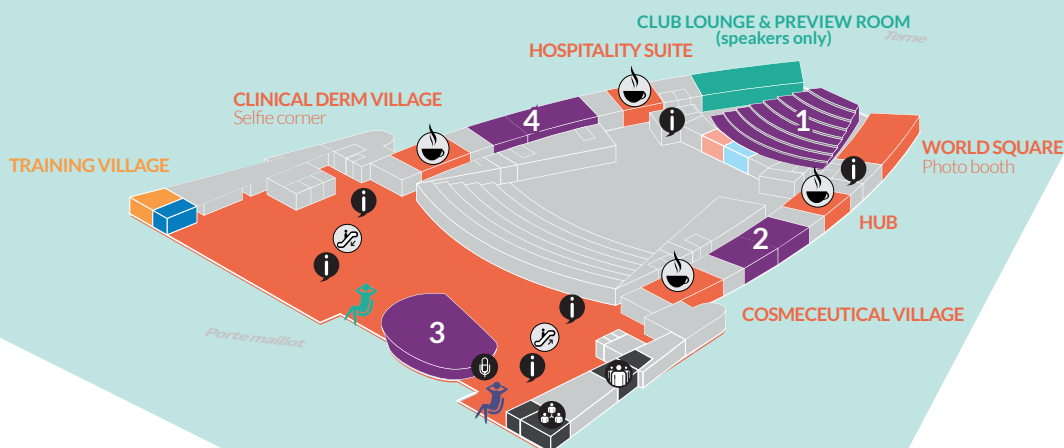 CLUB LOUNGE & PREVIEW ROOM
(speakers only)
Terne
HOSPITALITY SUITE
CLINICAL DERM VILLAGE
Selfie corner
4
1
i
TRAINING VILLAGE
WORLD SQUARE
Photo booth
i
i
HUB
2
i
COSMECEUTICAL VILLAGE
i
Porte maillot
3
i